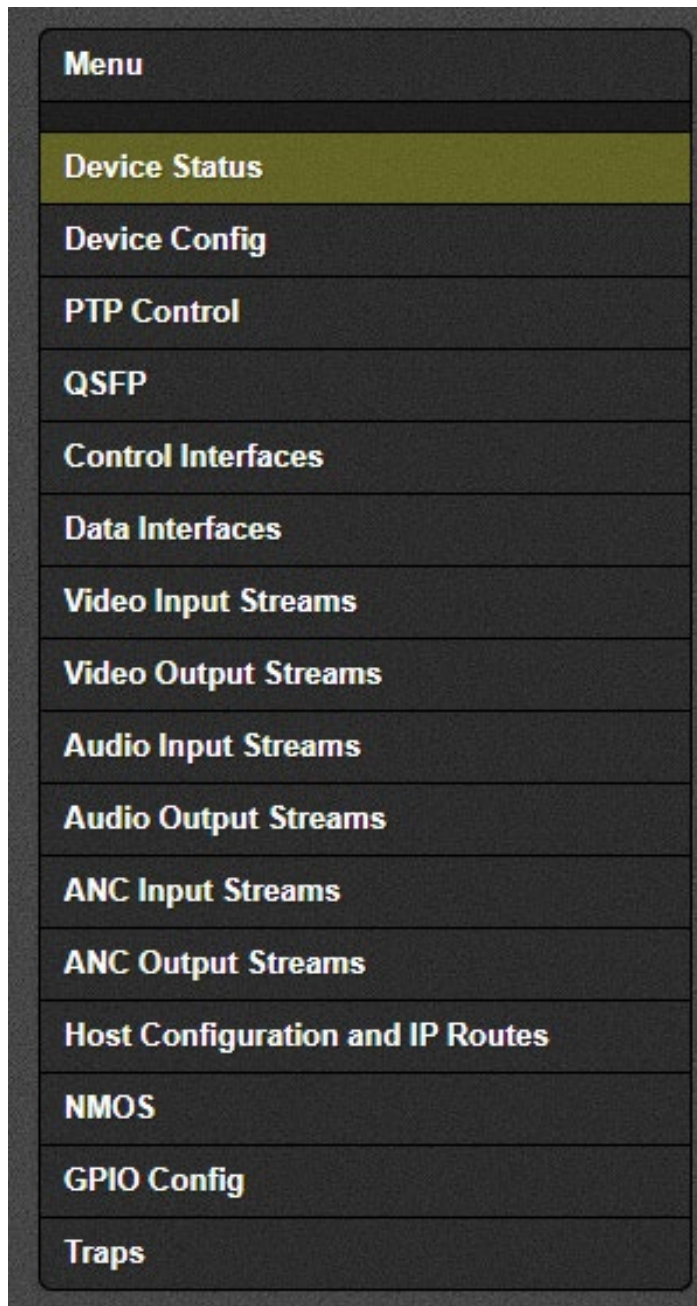 Menu
Device Status
Device Config
PTP Control
QSFP
Control Interfaces
Data Interfaces
Video Input Streams
Video Output Streams
Audio Input Streams
Audio Output Streams
ANC Input Streams
ANC Output Streams
Host Configuration and IP Routes
NMOS
GPIO Config
Traps